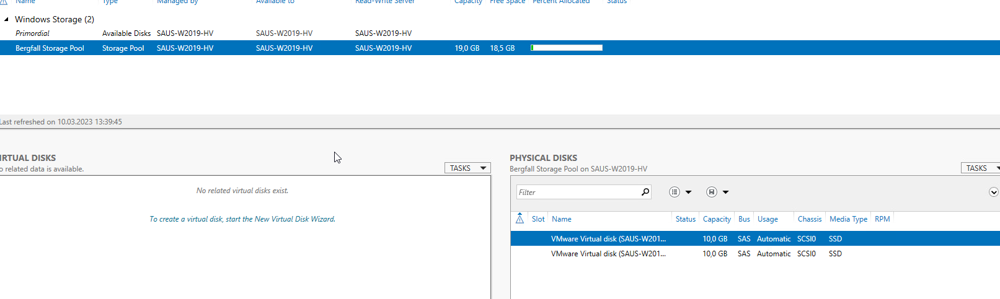 Name Type Managed by Available to Read-Write Server Capacity Free Space Percent Allocated Status
Windows Storage (2)
Primordial Available Disks SAUS-W2019-HV SAUS-W2019-HV SAUS-W2019-HV
Bergfall Storage Pool Storage Pool SAUS-W2019-HV SAUS-W2019-HV SAUS-W2019-HV 19,0 GB 18,5 GB
Last refreshed on 10.03.2023 13:39:45
IRTUAL DISKS
o related data is available.
TASKS
No related virtual disks exist.
To create a virtual disk, start the New Virtual Disk Wizard.
PHYSICAL DISKS
Bergfall Storage Pool on SAUS-W2019-HV
TASKS
Filter
Slot Name Status Capacity Bus Usage Chassis Media Type RPM
VMware Virtual disk (SAUS-W201... 10,0 GB SAS Automatic SCSI0 SSD
VMware Virtual disk (SAUS-W201... 10,0 GB SAS Automatic SCSI0 SSD